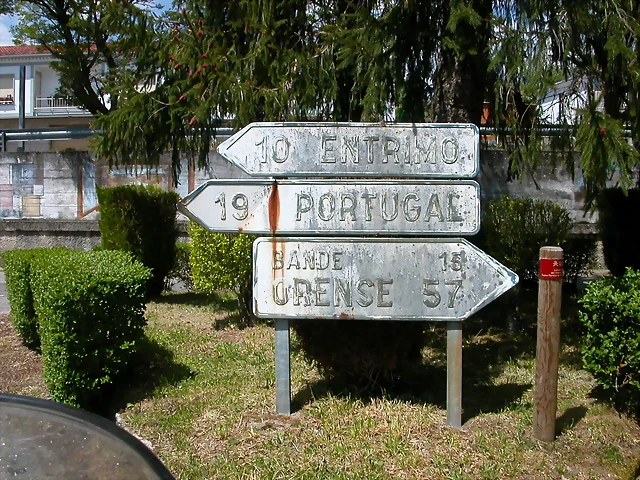 10 ENTRIMO
19 PORTUGAL
BANDE 15
ORENSE 57